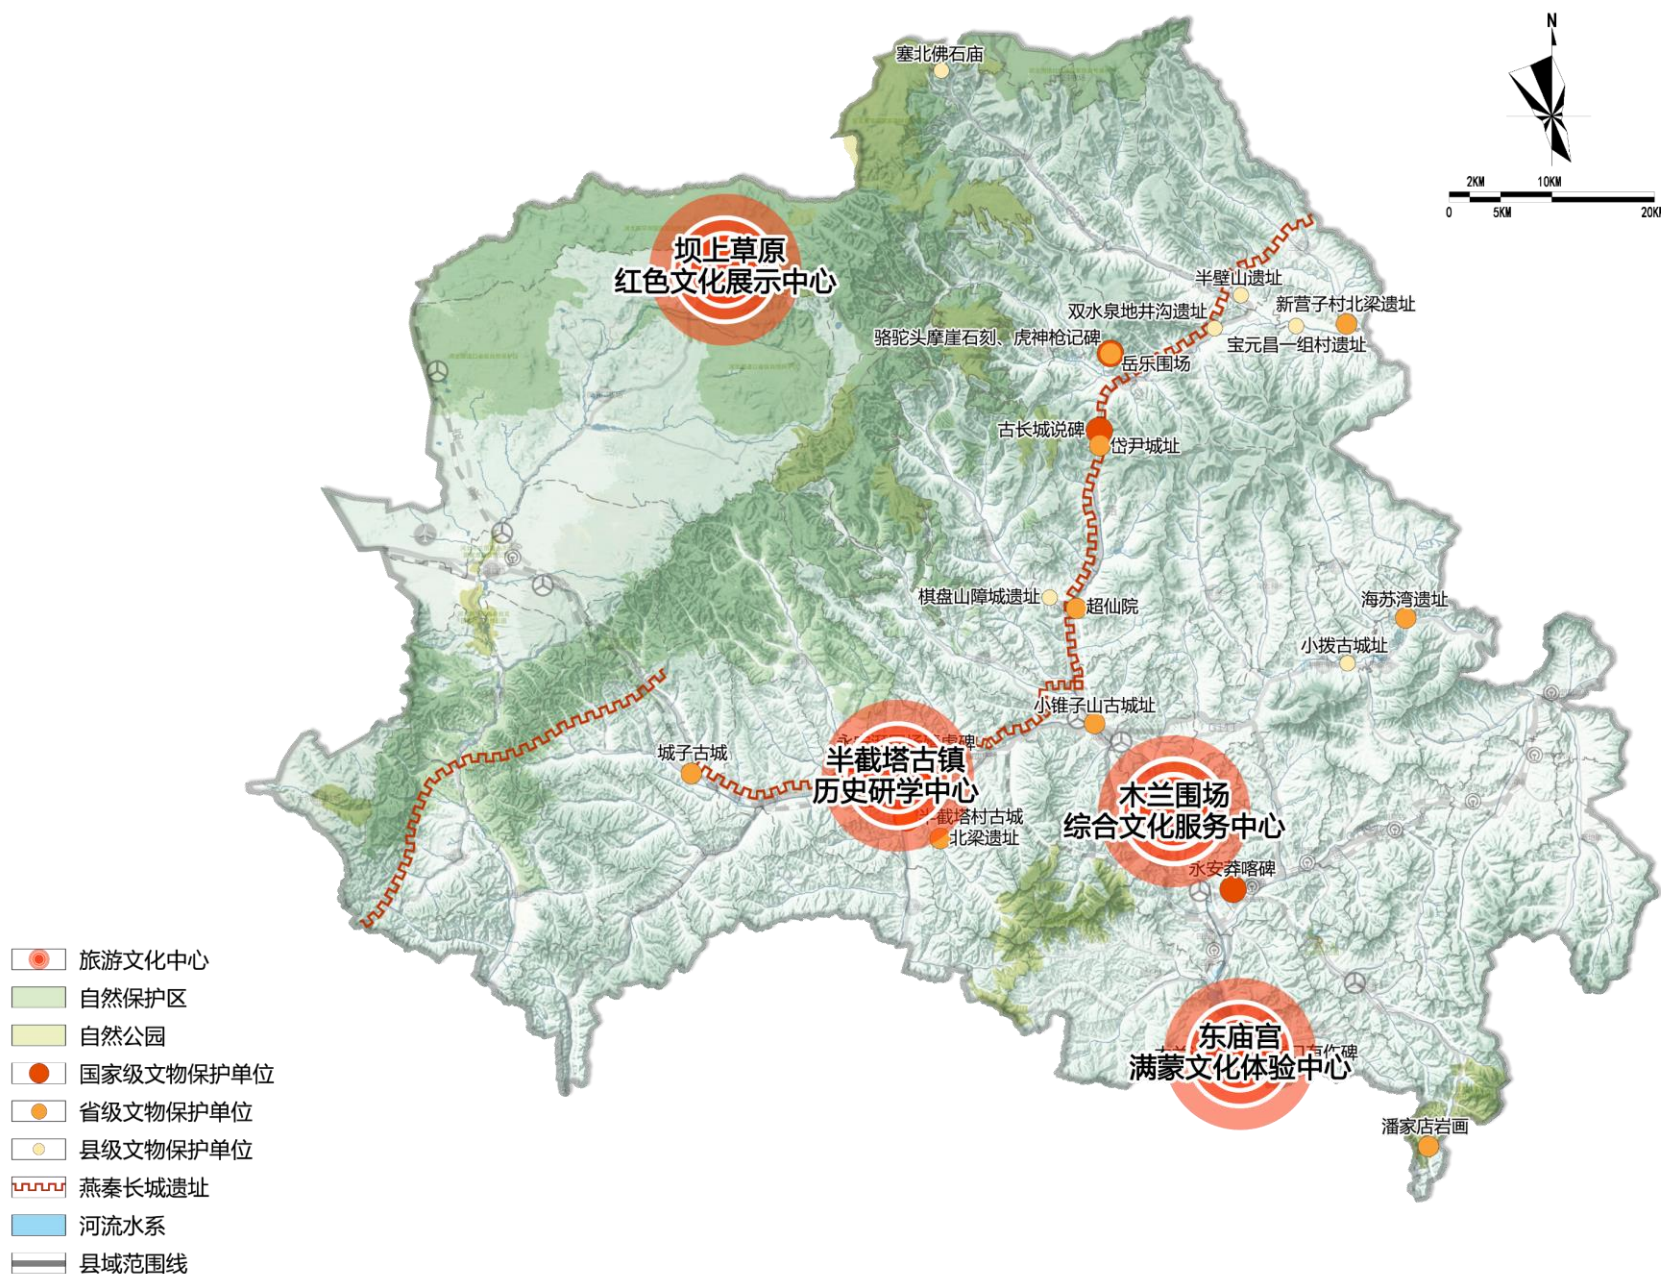 N
2KM 10KM
0 5KM 20KM
塞北佛石庙
坝上草原
红色文化展示中心
半壁山遗址
新营子村北梁遗址
双水泉地井沟遗址
宝元昌一组村遗址
骆驼头摩崖石刻、虎神枪记碑
岳乐围场
古长城说碑
岱尹城址
棋盘山障城遗址
超仙院
海苏湾遗址
小拨古城址
小锥子山古城址
城子古城
半截塔古镇
历史研学中心
半截塔村古城
北梁遗址
木兰围场
综合文化服务中心
永安莽喀碑
东庙宫
满蒙文化体验中心
潘家店岩画
旅游文化中心
自然保护区
自然公园
国家级文物保护单位
省级文物保护单位
县级文物保护单位
燕秦长城遗址
河流水系
县域范围线